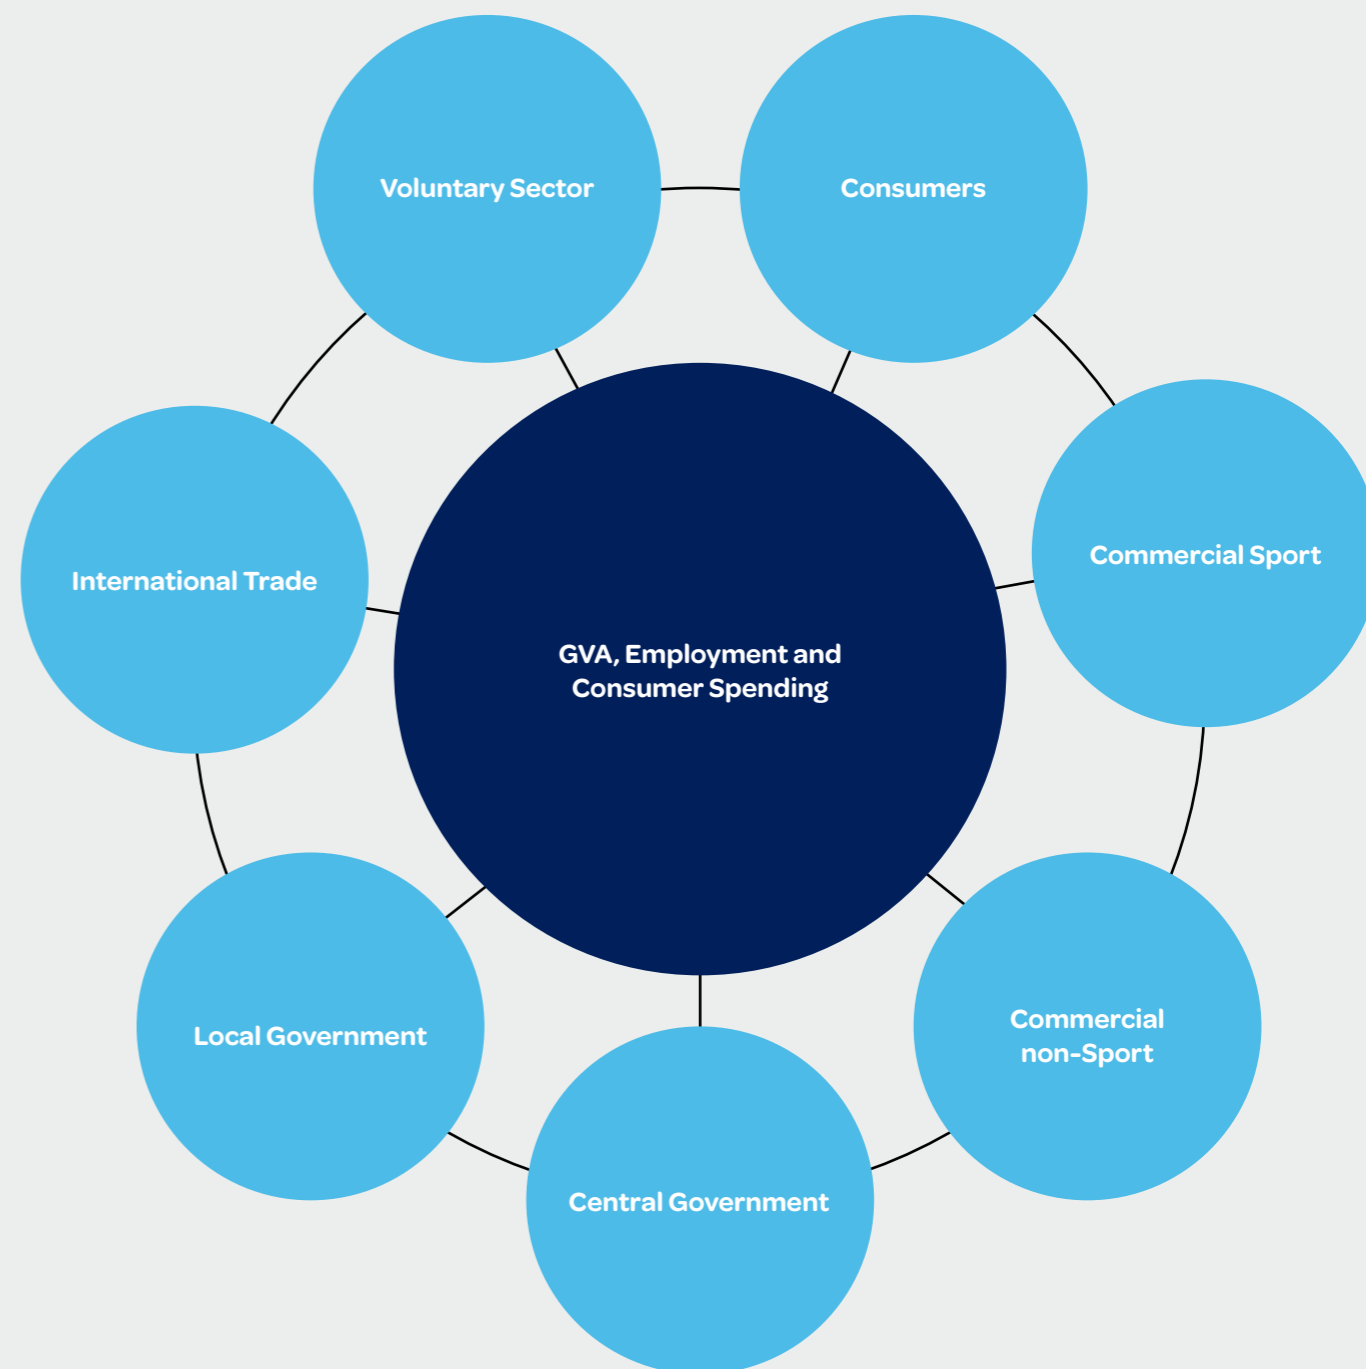 Voluntary Sector
Consumers
Commercial Sport
International Trade
GVA, Employment and
Consumer Spending
Commercial
non-Sport
Local Government
Central Government